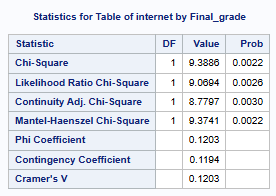 Statistics for Table of internet by Final_grade
Statistic DF Value Prob
Chi-Square 1 9.3886 0.0022
Likelihood Ratio Chi-Square 1 9.0694 0.0026
Continuity Adj. Chi-Square 1 8.7797 0.0030
Mantel-Haenszel Chi-Square 1 9.3741 0.0022
Phi Coefficient 0.1203
Contingency Coefficient 0.1194
Cramer's V 0.1203